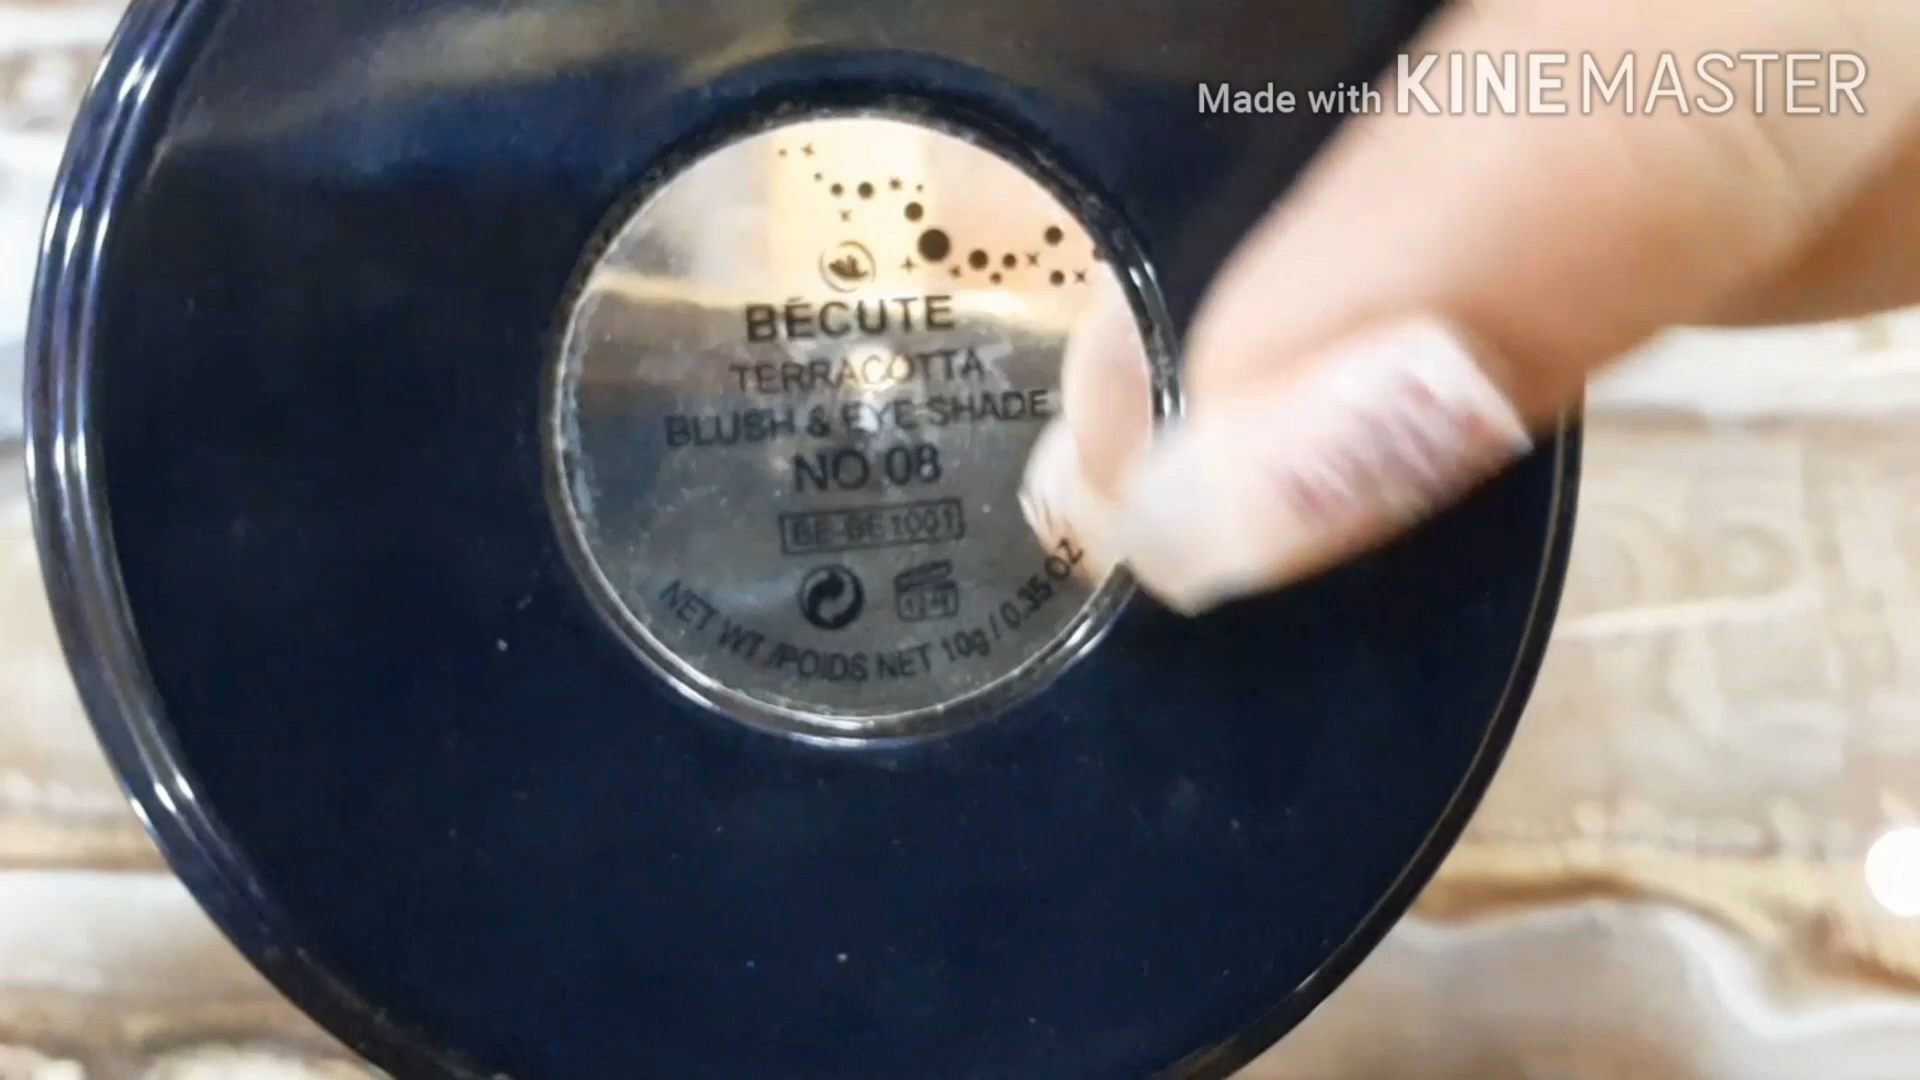 Made with KINEMASTER
BÉCUTE
TERRACOTTA
BLUSH & EYE SHADE
NO 08
BE-BE1001
NET WT /POIDS NET 10g / 0.35 OZ